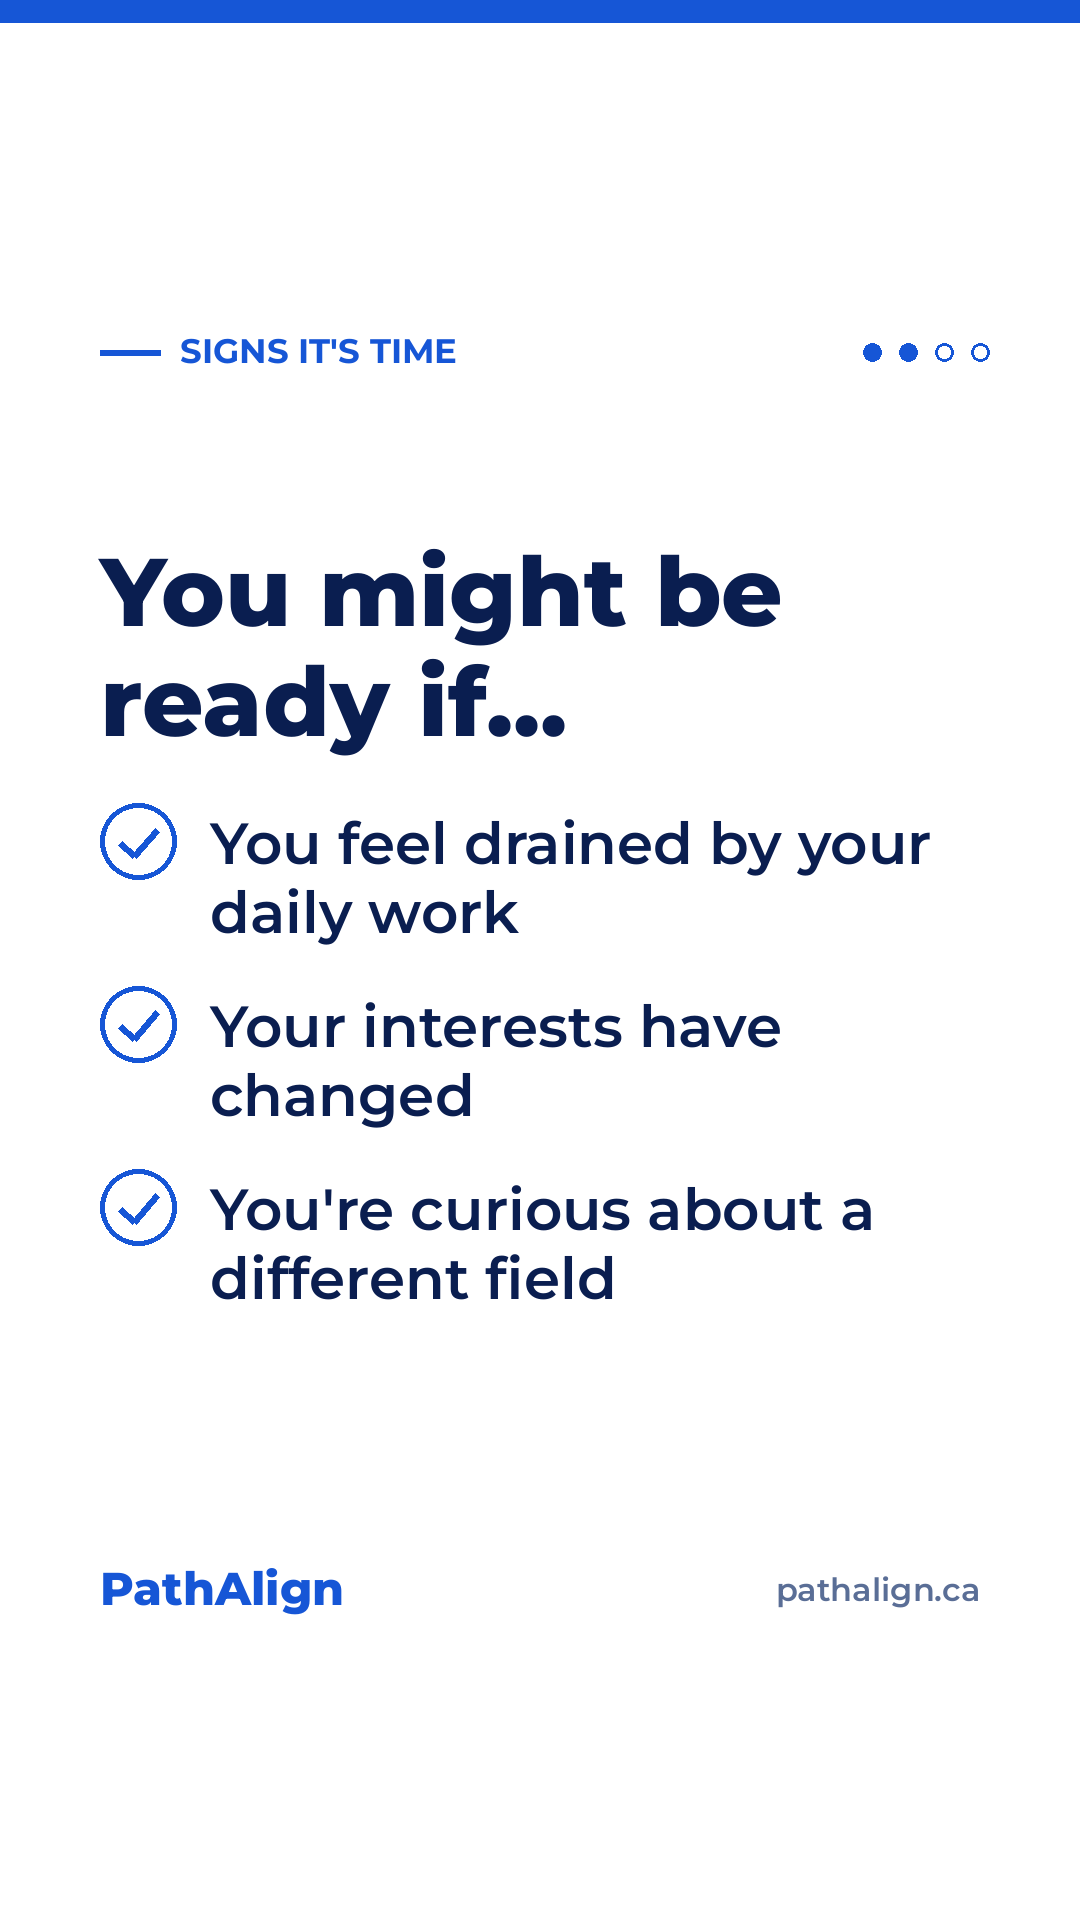 SIGNS IT'S TIME
You might be
ready if...
You feel drained by your
daily work
Your interests have
changed
You're curious about a
different field
PathAlign
pathalign.ca